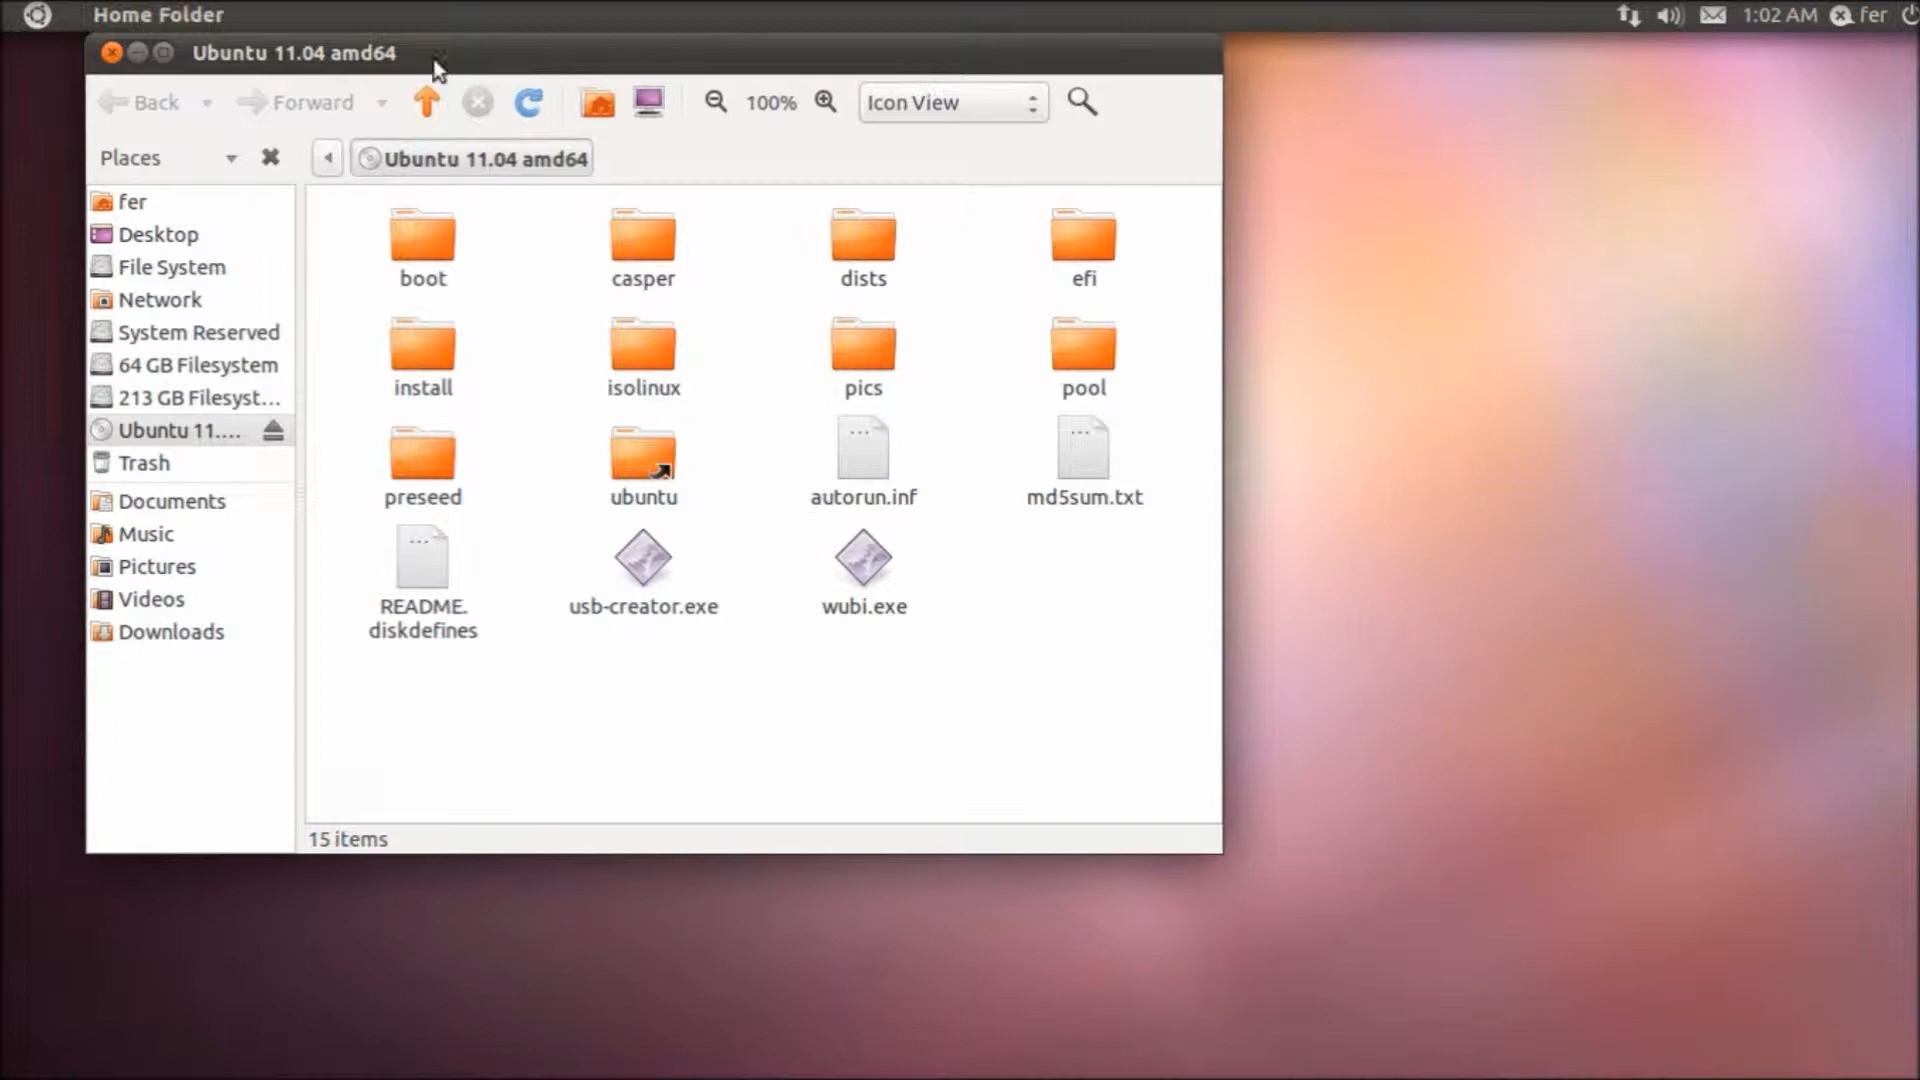 Home Folder
1:02 AM
fer
Ubuntu 11.04 amd64
Back
Forward
100%
Icon View
Places
Ubuntu 11.04 amd64
fer
Desktop
File System
Network
System Reserved
64 GB Filesystem
213 GB Filesyst...
Ubuntu 11....
Trash
Documents
Music
Pictures
Videos
Downloads
boot
casper
dists
efi
install
isolinux
pics
pool
preseed
ubuntu
autorun.inf
md5sum.txt
README.
diskdefines
usb-creator.exe
wubi.exe
15 items